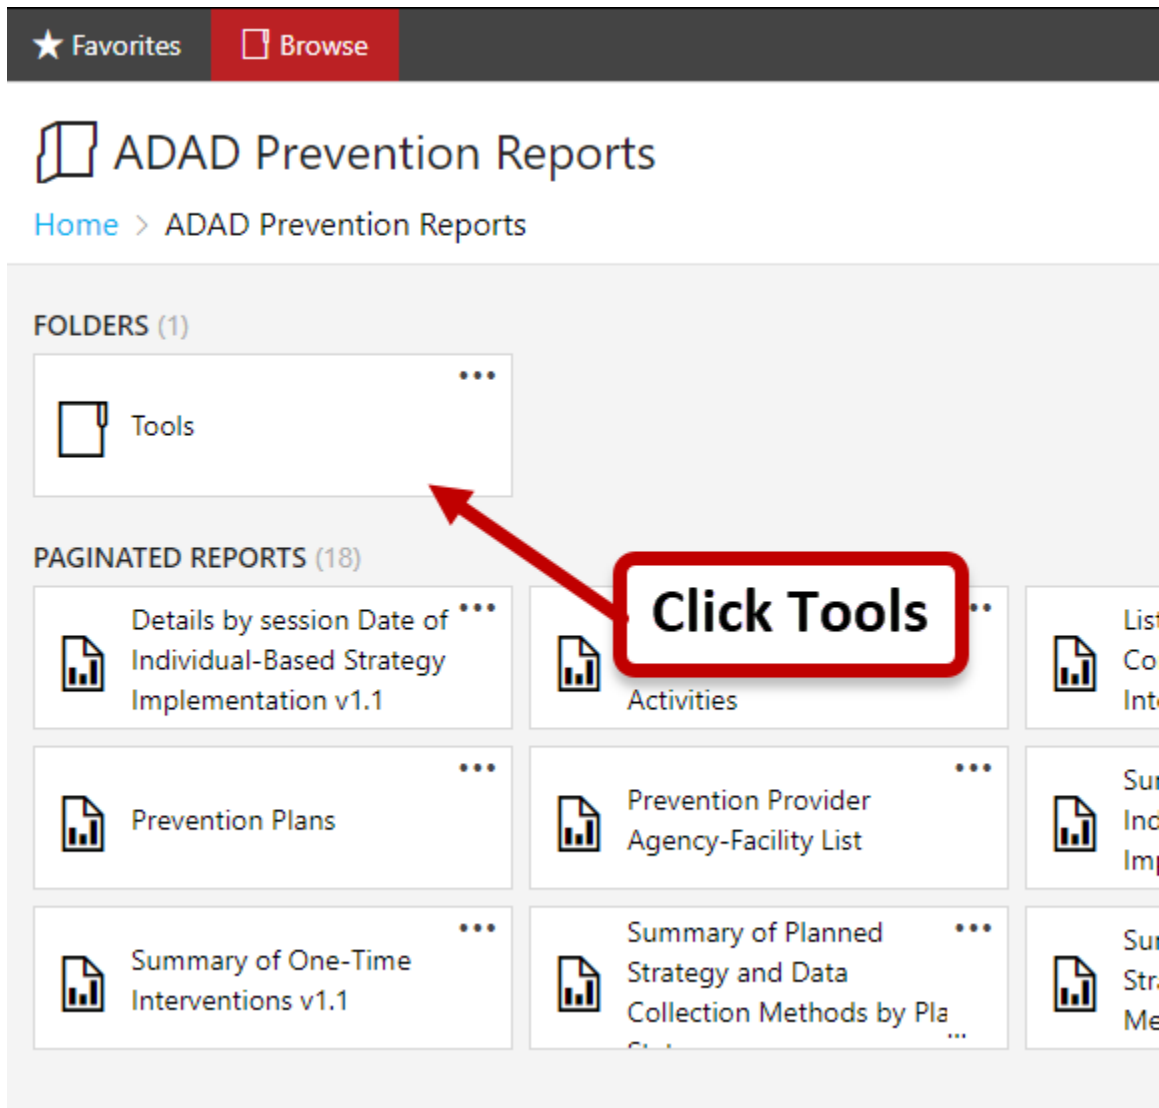 Favorites
Browse
ADAD Prevention Reports
Home > ADAD Prevention Reports
FOLDERS (1)
Tools
PAGINATED REPORTS (18)
Details by session Date of
Individual-Based Strategy
Implementation v1.1
Click Tools
Activities
Prevention Plans
Prevention Provider
Agency-Facility List
Summary of One-Time
Interventions v1.1
Summary of Planned
Strategy and Data
Collection Methods by Pla
...